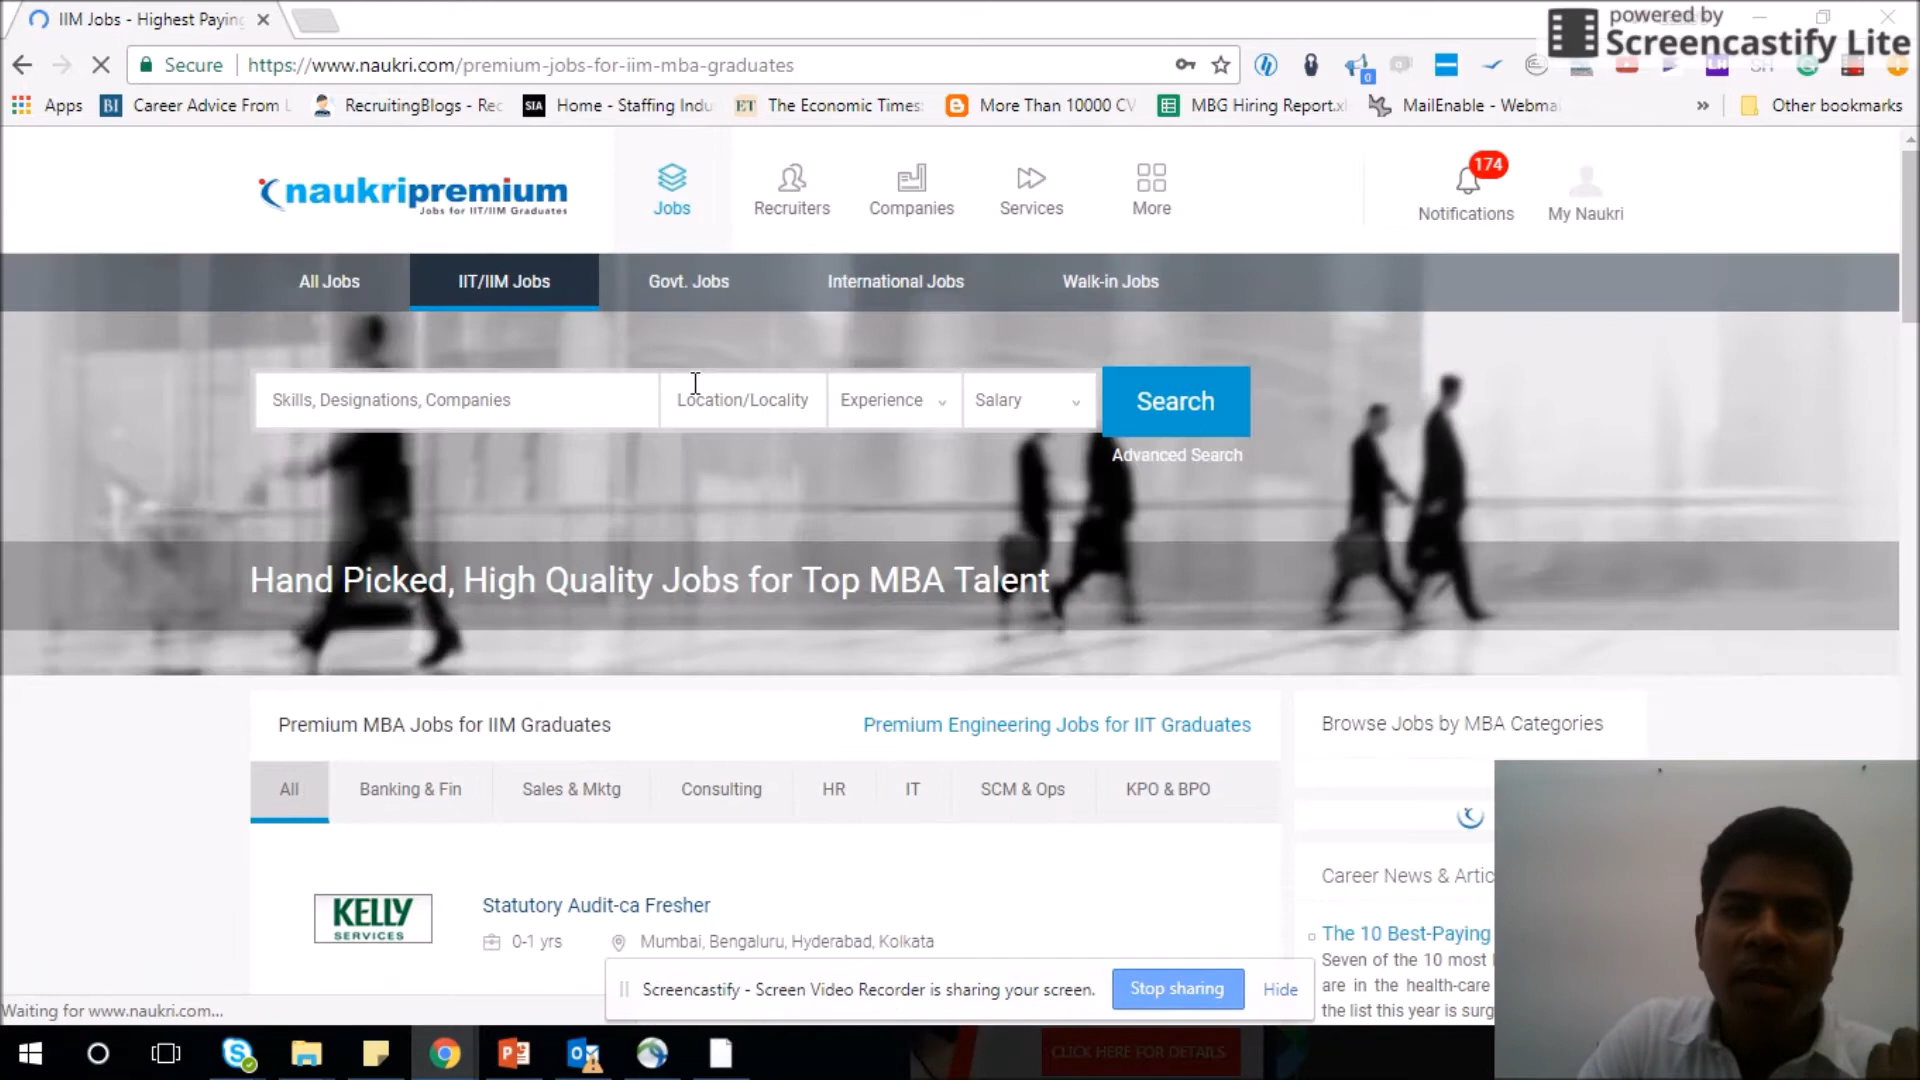 IIM Jobs - Highest Paying
powered by
Screencastify Lite
Secure
https://www.naukri.com/premium-jobs-for-iim-mba-graduates
0
LH
SH
Apps
BI
Career Advice From
RecruitingBlogs - Rec
SIA
Home - Staffing Indu
ET
The Economic Times:
More Than 10000 CV
MBG Hiring Report.x
MailEnable - Webma
»
Other bookmarks
naukripremium
Jobs for IIT/IIM Graduates
Jobs
Recruiters
Companies
Services
More
174
Notifications
My Naukri
All Jobs
IIT/IIM Jobs
Govt. Jobs
International Jobs
Walk-in Jobs
Skills, Designations, Companies
Location/Locality
Experience
Salary
Search
Advanced Search
Hand Picked, High Quality Jobs for Top MBA Talent
Premium MBA Jobs for IIM Graduates
Premium Engineering Jobs for IIT Graduates
Browse Jobs by MBA Categories
All
Banking & Fin
Sales & Mktg
Consulting
HR
IT
SCM & Ops
KPO & BPO
Career News & Artic
KELLY
SERVICES
Statutory Audit-ca Fresher
0-1 yrs
Mumbai, Bengaluru, Hyderabad, Kolkata
The 10 Best-Paying
Seven of the 10 most
are in the health-care
the list this year is surg
Screencastify - Screen Video Recorder is sharing your screen.
Stop sharing
Hide
Waiting for www.naukri.com...
CLICK HERE FOR DETAILS